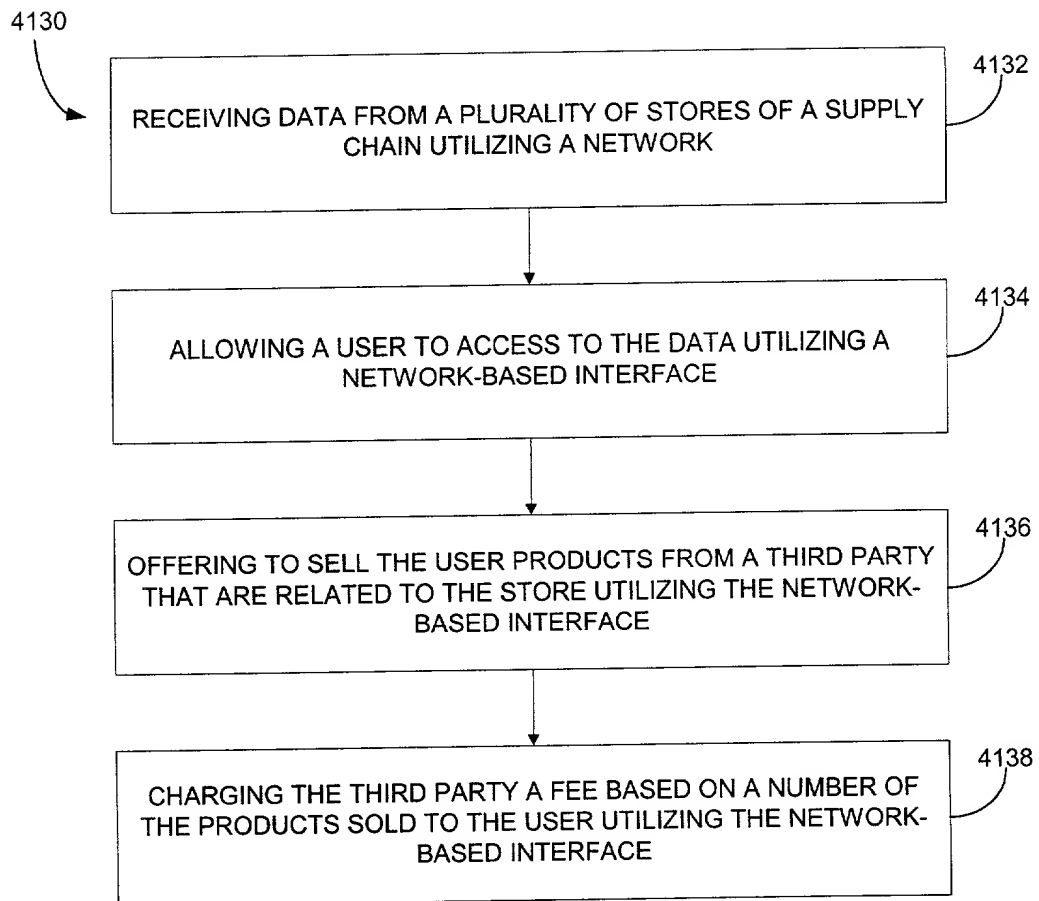 4130
4132
RECEIVING DATA FROM A PLURALITY OF STORES OF A SUPPLY
CHAIN UTILIZING A NETWORK
4134
ALLOWING A USER TO ACCESS TO THE DATA UTILIZING A
NETWORK-BASED INTERFACE
4136
OFFERING TO SELL THE USER PRODUCTS FROM A THIRD PARTY
THAT ARE RELATED TO THE STORE UTILIZING THE NETWORK-
BASED INTERFACE
4138
CHARGING THE THIRD PARTY A FEE BASED ON A NUMBER OF
THE PRODUCTS SOLD TO THE USER UTILIZING THE NETWORK-
BASED INTERFACE